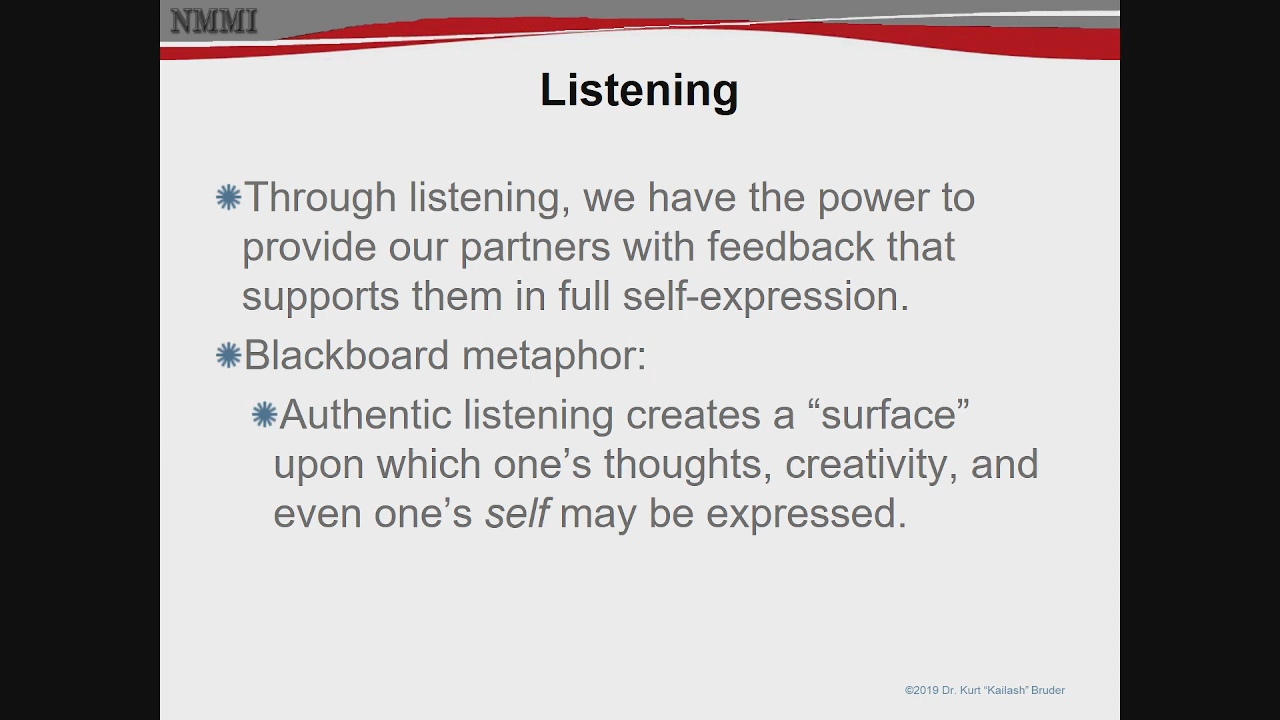 NMMI
Listening
Through listening, we have the power to
provide our partners with feedback that
supports them in full self-expression.
Blackboard metaphor:
Authentic listening creates a “surface”
upon which one’s thoughts, creativity, and
even one’s self may be expressed.
©2019 Dr. Kurt “Kailash” Bruder